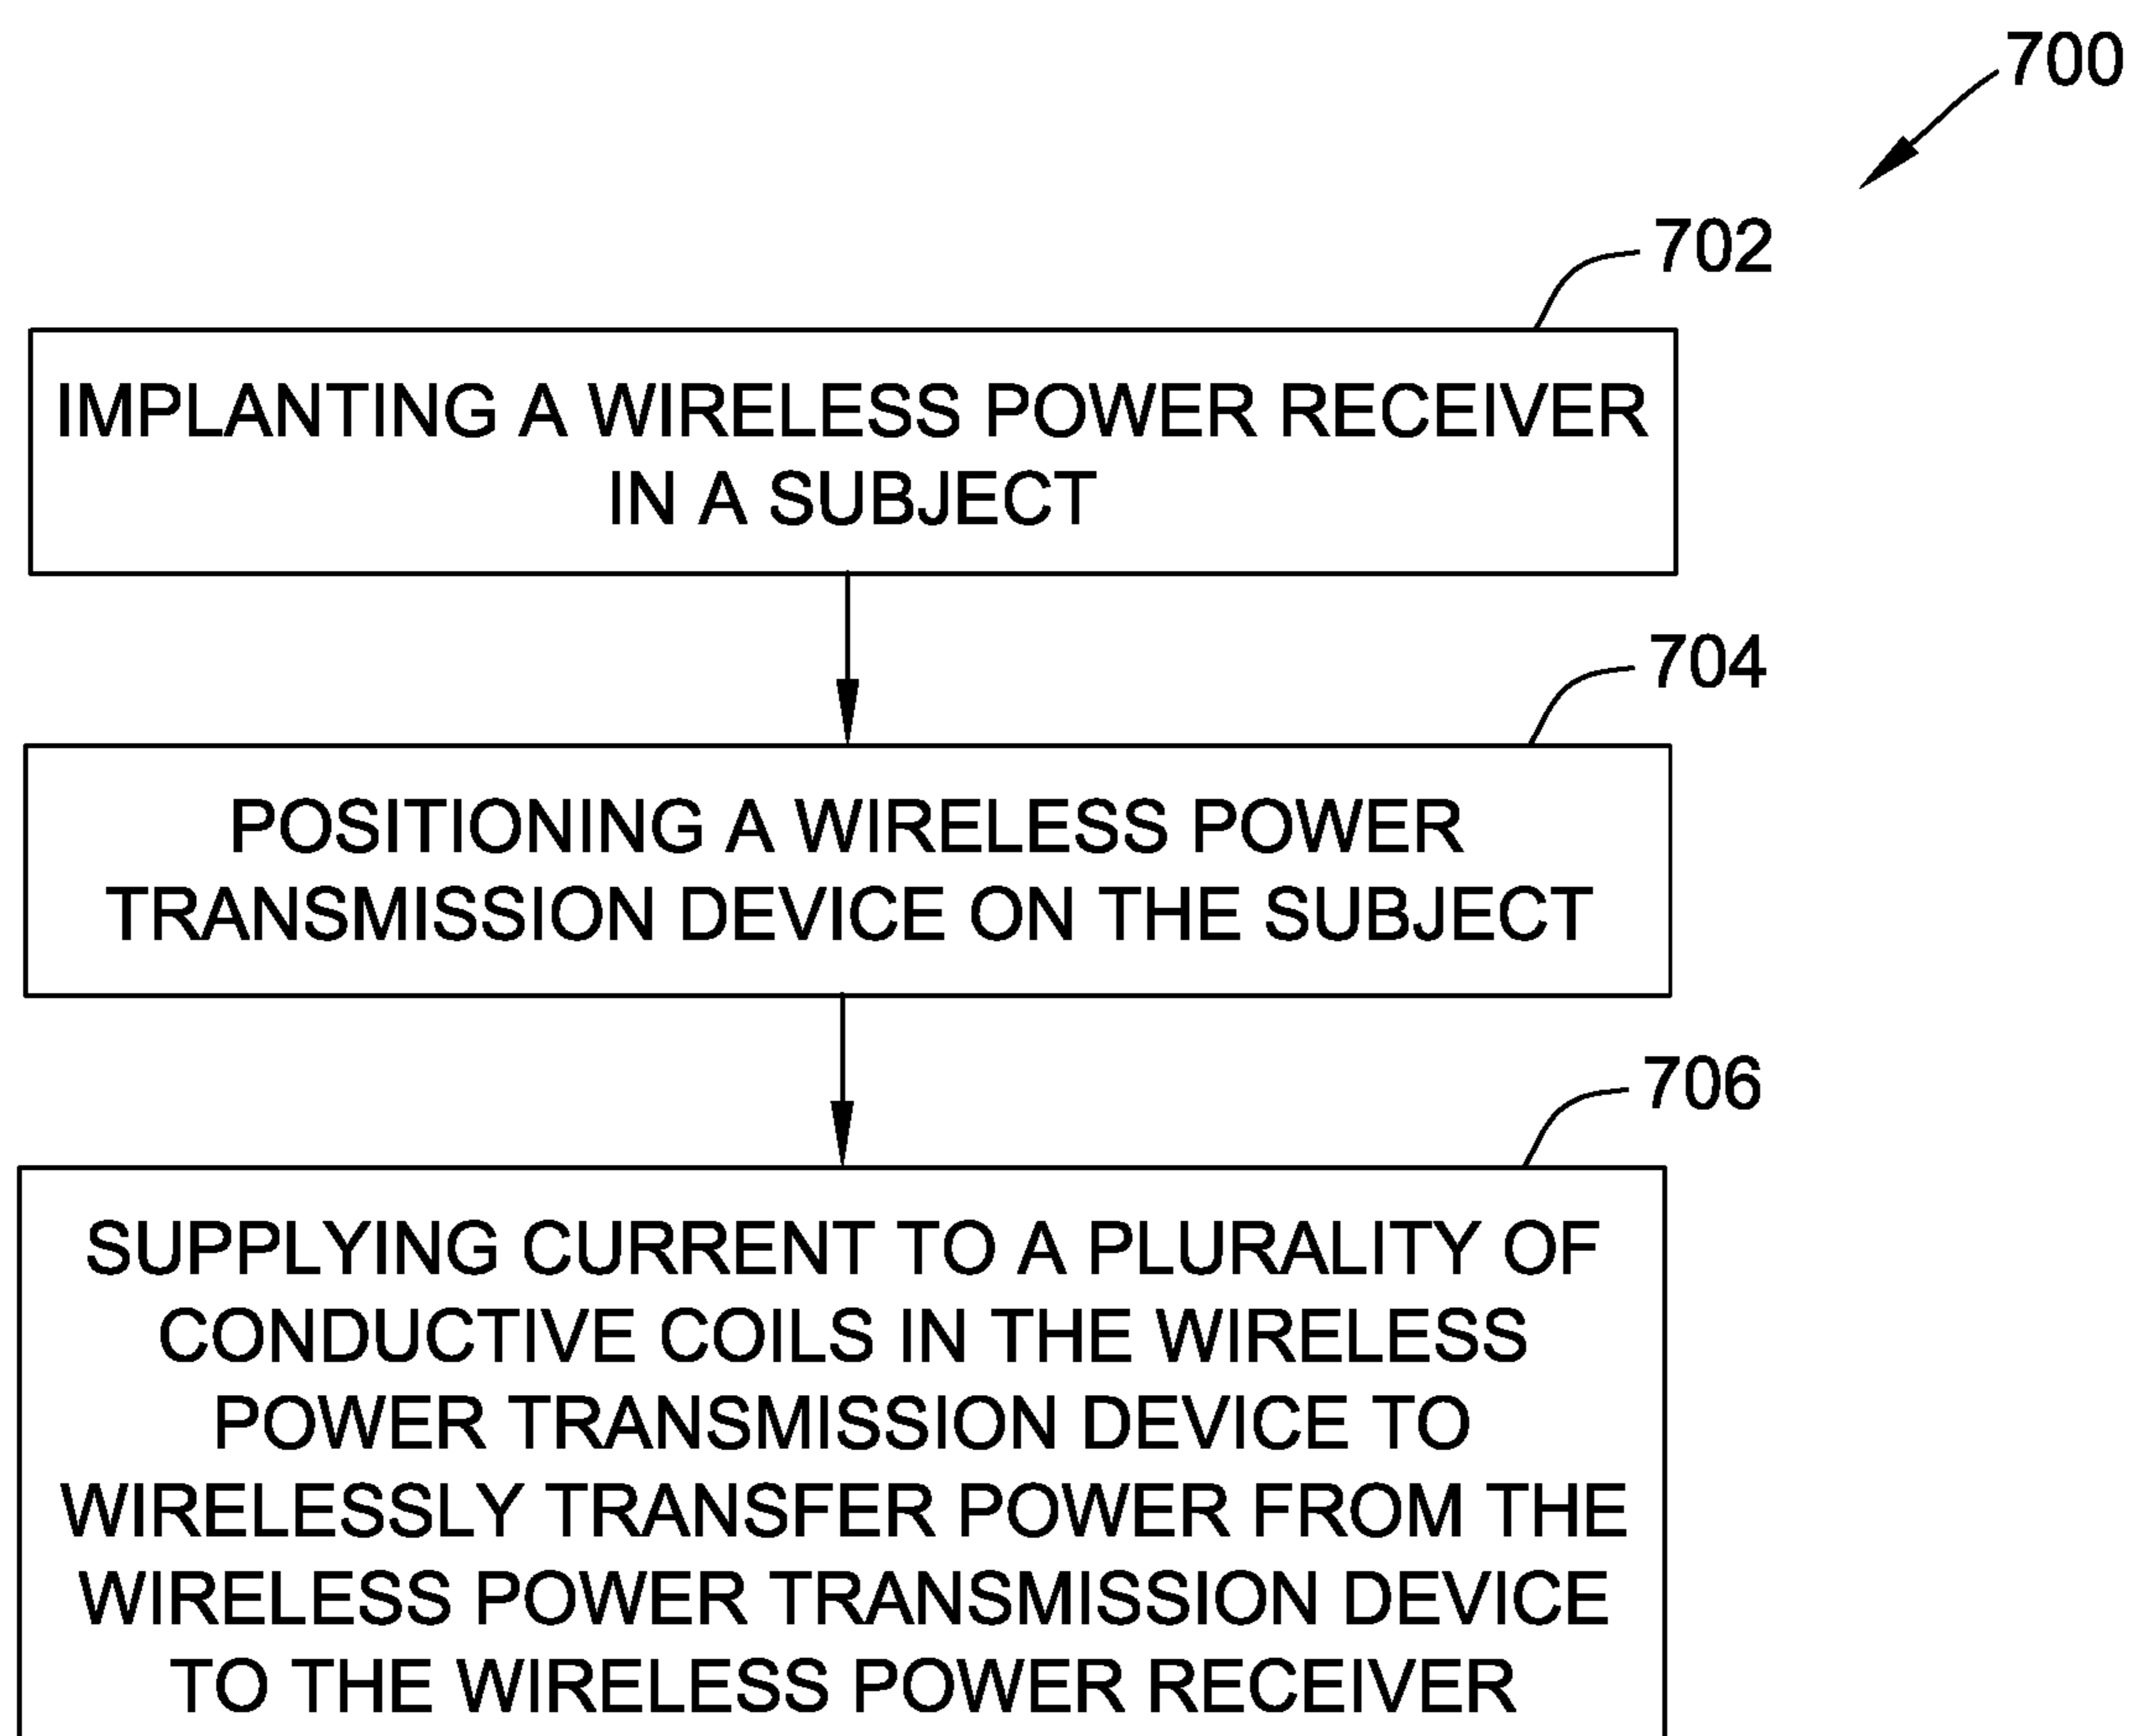 700
702
IMPLANTING A WIRELESS POWER RECEIVER
IN A SUBJECT
704
POSITIONING A WIRELESS POWER
TRANSMISSION DEVICE ON THE SUBJECT
706
SUPPLYING CURRENT TO A PLURALITY OF
CONDUCTIVE COILS IN THE WIRELESS
POWER TRANSMISSION DEVICE TO
WIRELESSLY TRANSFER POWER FROM THE
WIRELESS POWER TRANSMISSION DEVICE
TO THE WIRELESS POWER RECEIVER